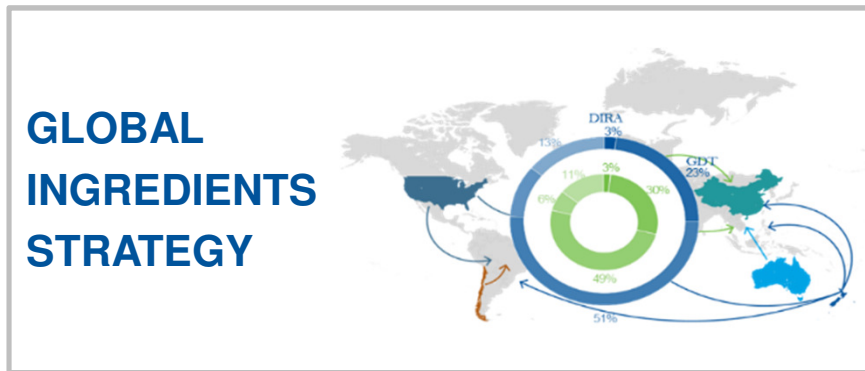 GLOBAL
INGREDIENTS
STRATEGY
DIRA
3%
13%
GDT
23%
3%
11%
30%
6%
49%
51%